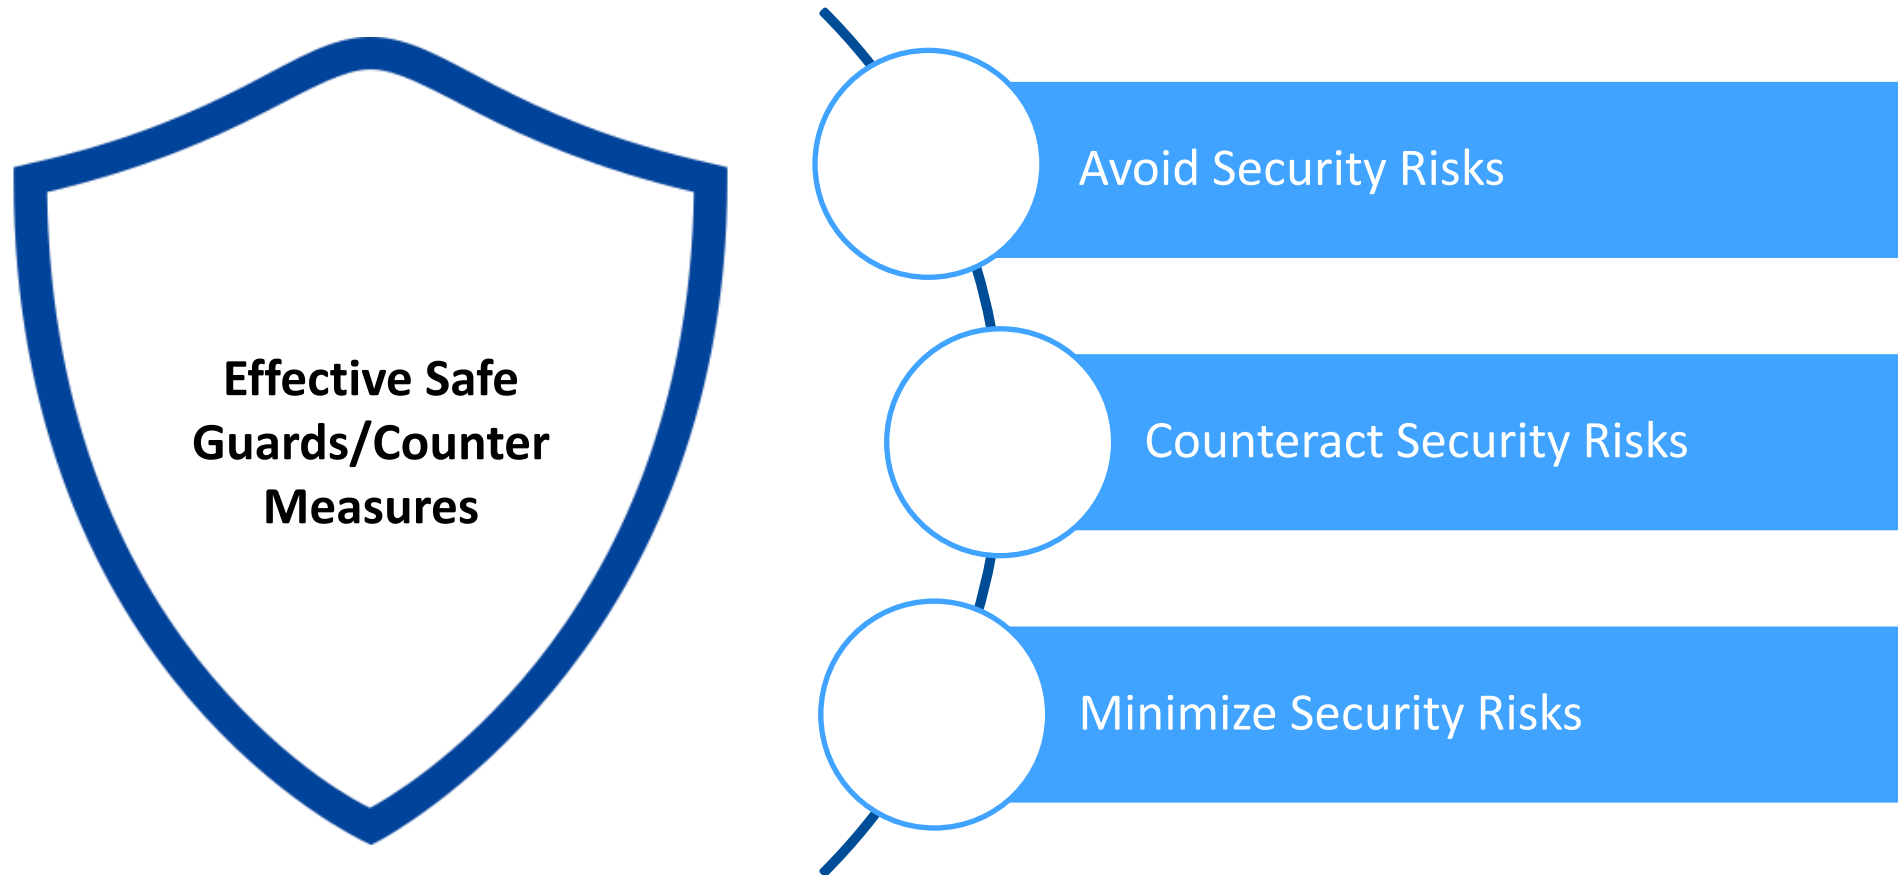 Effective Safe
Guards/Counter
Measures
Avoid Security Risks
Counteract Security Risks
Minimize Security Risks